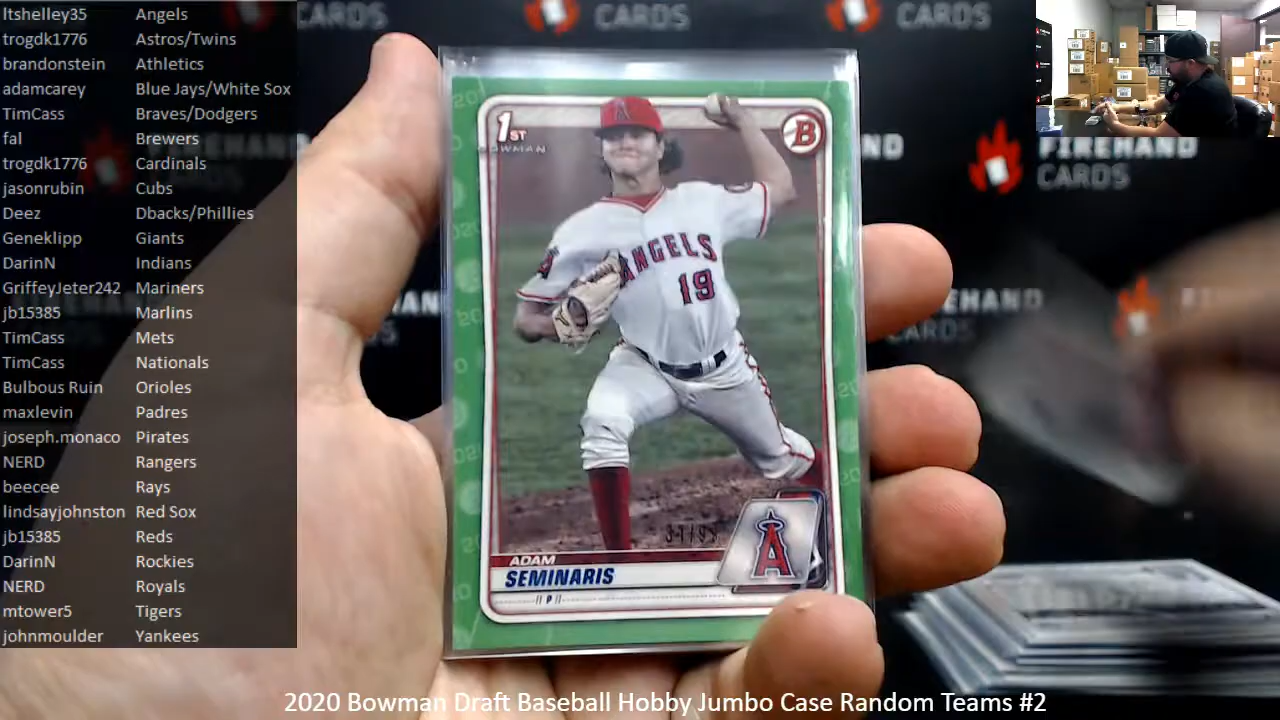 ltshelley35 Angels
trogdk1776 Astros/Twins
brandonstein Athletics
adamcarey Blue Jays/White Sox
TimCass Braves/Dodgers
fal Brewers
trogdk1776 Cardinals
jasonrubin Cubs
Deez Dbacks/Phillies
Geneklipp Giants
DarinN Indians
GriffeyJeter242 Mariners
jb15385 Marlins
TimCass Mets
TimCass Nationals
Bulbous Ruin Orioles
maxlevin Padres
joseph.monaco Pirates
NERD Rangers
beecee Rays
lindsayjohnston Red Sox
jb15385 Reds
DarinN Rockies
NERD Royals
mtower5 Tigers
johnmoulder Yankees
CARDS
CARDS
CARDS
FIREHAND
CARDS
1ST
BOWMAN
B
ANGELS
19
A
ADAM
SEMINARIS
P
2020 Bowman Draft Baseball Hobby Jumbo Case Random Teams #2